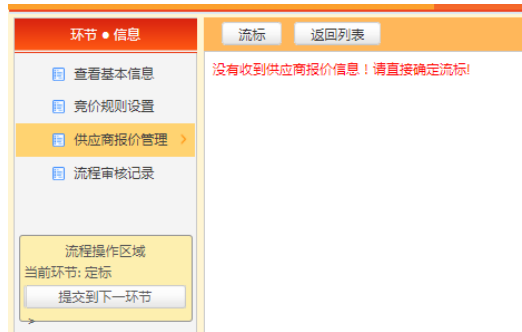 环节 ● 信息
流标 返回列表
查看基本信息
没有收到供应商报价信息！请直接确定流标!
竞价规则设置
供应商报价管理 >
流程审核记录
流程操作区域
当前环节: 定标
提交到下一环节
>